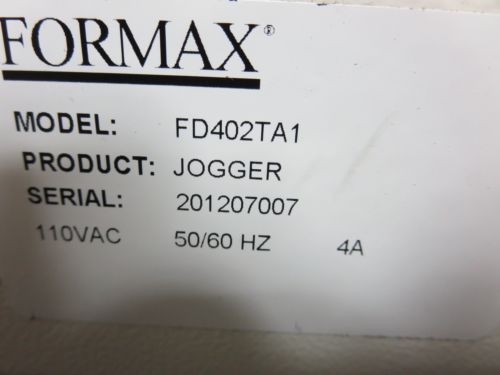 FORMAX®
MODEL: FD402TA1
PRODUCT: JOGGER
SERIAL: 201207007
110VAC 50/60 HZ 4A